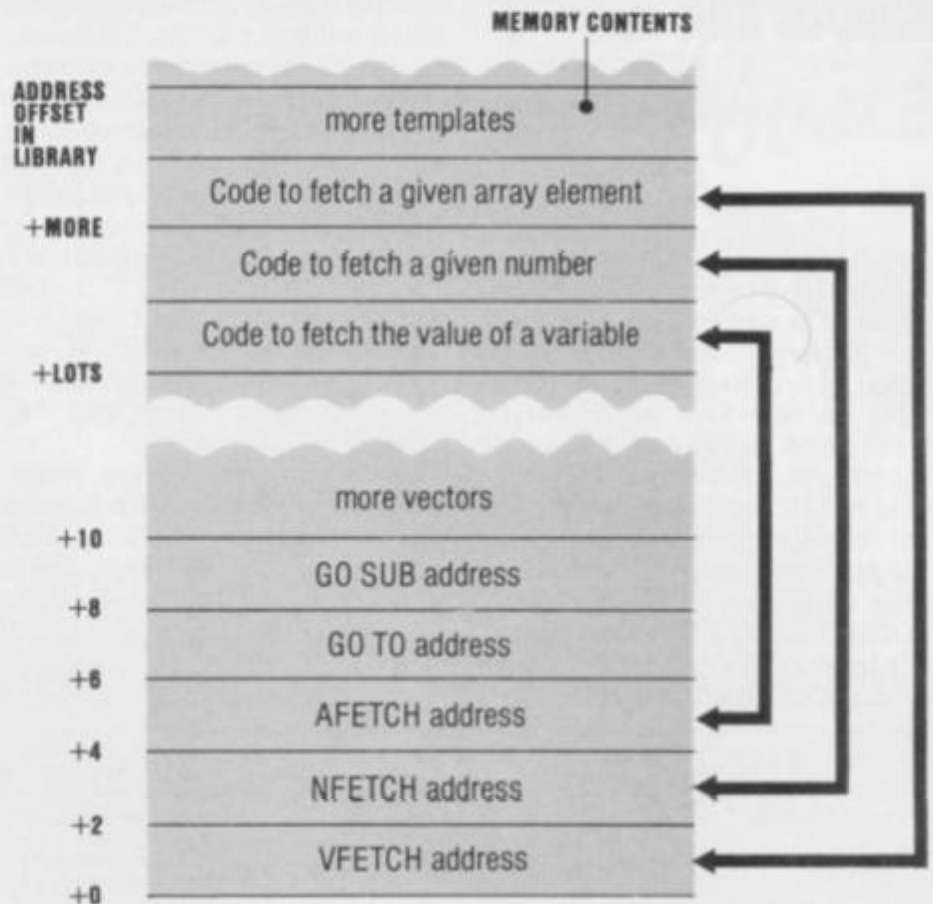 MEMORY CONTENTS
ADDRESS
OFFSET
IN
LIBRARY
more templates
Code to fetch a given array element
+MORE
Code to fetch a given number
Code to fetch the value of a variable
+LOTS
more vectors
+10
GO SUB address
+8
GO TO address
+6
AFETCH address
+4
NFETCH address
+2
VFETCH address
+0